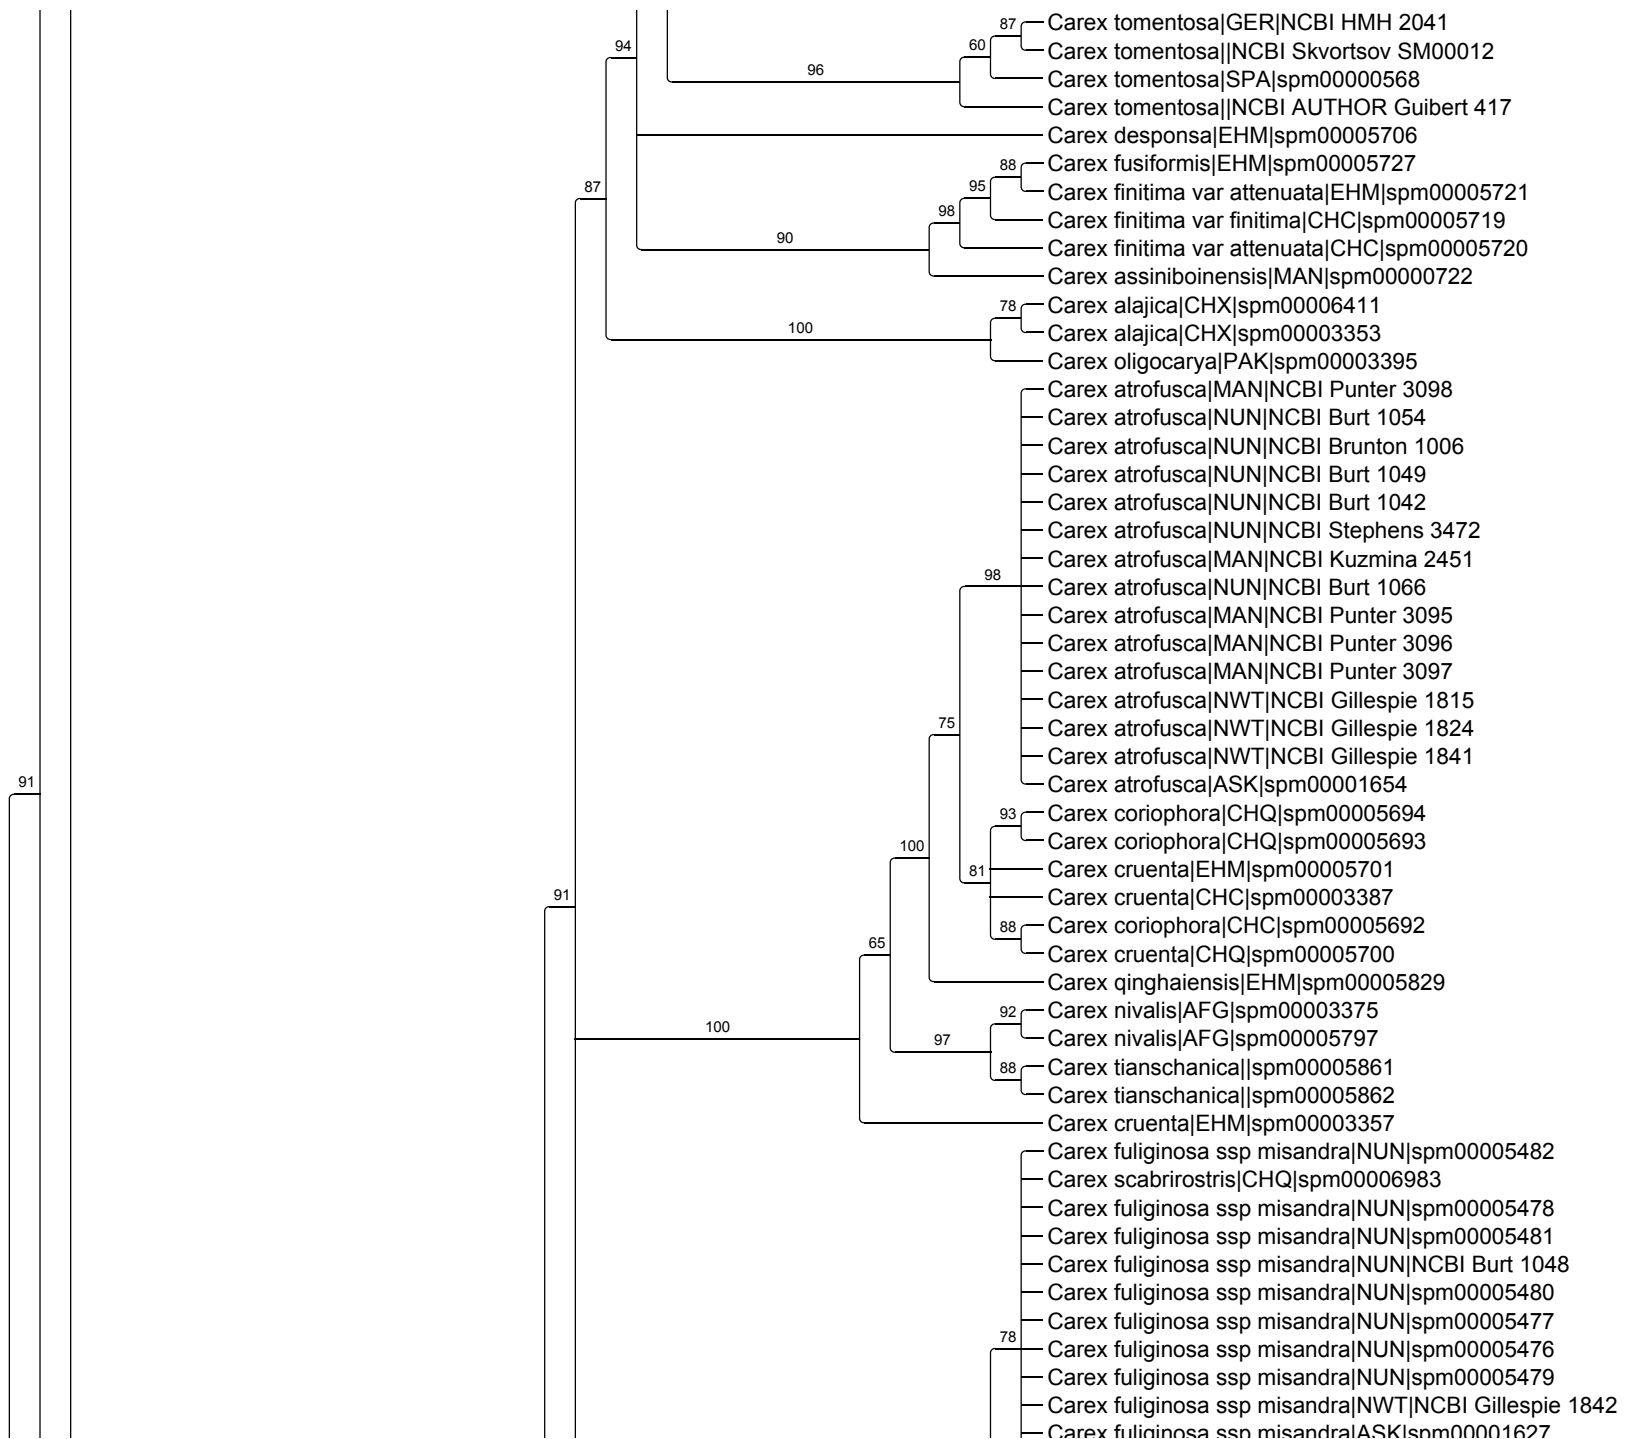 87
Carex tomentosa|GER|NCBI HMH 2041
94
60
Carex tomentosa||NCBI Skvortsov SM00012
96
Carex tomentosa|SPA|spm00000568
Carex tomentosa||NCBI AUTHOR Guibert 417
Carex desponsa|EHM|spm00005706
88
Carex fusiformis|EHM|spm00005727
87
95
Carex finitima var attenuata|EHM|spm00005721
98
Carex finitima var finitima|CHC|spm00005719
90
Carex finitima var attenuata|CHC|spm00005720
Carex assiniboinensis|MAN|spm00000722
78
Carex alajica|CHX|spm00006411
100
Carex alajica|CHX|spm00003353
Carex oligocarya|PAK|spm00003395
Carex atrofusca|MAN|NCBI Punter 3098
Carex atrofusca|NUN|NCBI Burt 1054
Carex atrofusca|NUN|NCBI Brunton 1006
Carex atrofusca|NUN|NCBI Burt 1049
Carex atrofusca|NUN|NCBI Burt 1042
Carex atrofusca|NUN|NCBI Stephens 3472
Carex atrofusca|MAN|NCBI Kuzmina 2451
98
Carex atrofusca|NUN|NCBI Burt 1066
Carex atrofusca|MAN|NCBI Punter 3095
Carex atrofusca|MAN|NCBI Punter 3096
Carex atrofusca|MAN|NCBI Punter 3097
Carex atrofusca|NWT|NCBI Gillespie 1815
75
Carex atrofusca|NWT|NCBI Gillespie 1824
Carex atrofusca|NWT|NCBI Gillespie 1841
91
Carex atrofusca|ASK|spm00001654
93
Carex coriophora|CHQ|spm00005694
100
Carex coriophora|CHQ|spm00005693
81
Carex cruenta|EHM|spm00005701
91
Carex cruenta|CHC|spm00003387
88
Carex coriophora|CHC|spm00005692
65
Carex cruenta|CHQ|spm00005700
Carex qinghaiensis|EHM|spm00005829
92
Carex nivalis|AFG|spm00003375
100
97
Carex nivalis|AFG|spm00005797
88
Carex tianschanica||spm00005861
Carex tianschanica||spm00005862
Carex cruenta|EHM|spm00003357
Carex fuliginosa ssp misandra|NUN|spm00005482
Carex scabrirostris|CHQ|spm00006983
Carex fuliginosa ssp misandra|NUN|spm00005478
Carex fuliginosa ssp misandra|NUN|spm00005481
Carex fuliginosa ssp misandra|NUN|NCBI Burt 1048
Carex fuliginosa ssp misandra|NUN|spm00005480
Carex fuliginosa ssp misandra|NUN|spm00005477
78
Carex fuliginosa ssp misandra|NUN|spm00005476
Carex fuliginosa ssp misandra|NUN|spm00005479
Carex fuliginosa ssp misandra|NWT|NCBI Gillespie 1842
Carex fuliginosa ssp misandra|ASK|spm00001627